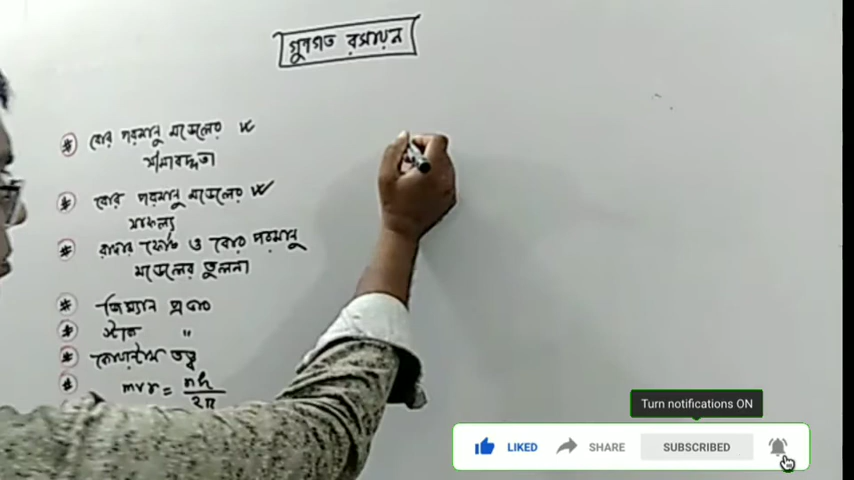 গুণগত রসায়ন
# বোর পরমাণু মডেলের
সীমাবদ্ধতা
# বোর পরমাণু মডেলের
সাফল্য
# রাদার ফোর্ড ও বোর পরমাণু
মডেলের তুলনা
# জিম্যান প্রভাব
# স্টার্ক "
# কোয়ান্টাম তত্ত্ব
# mvr = nh/2π
Turn notifications ON
LIKED SHARE SUBSCRIBED